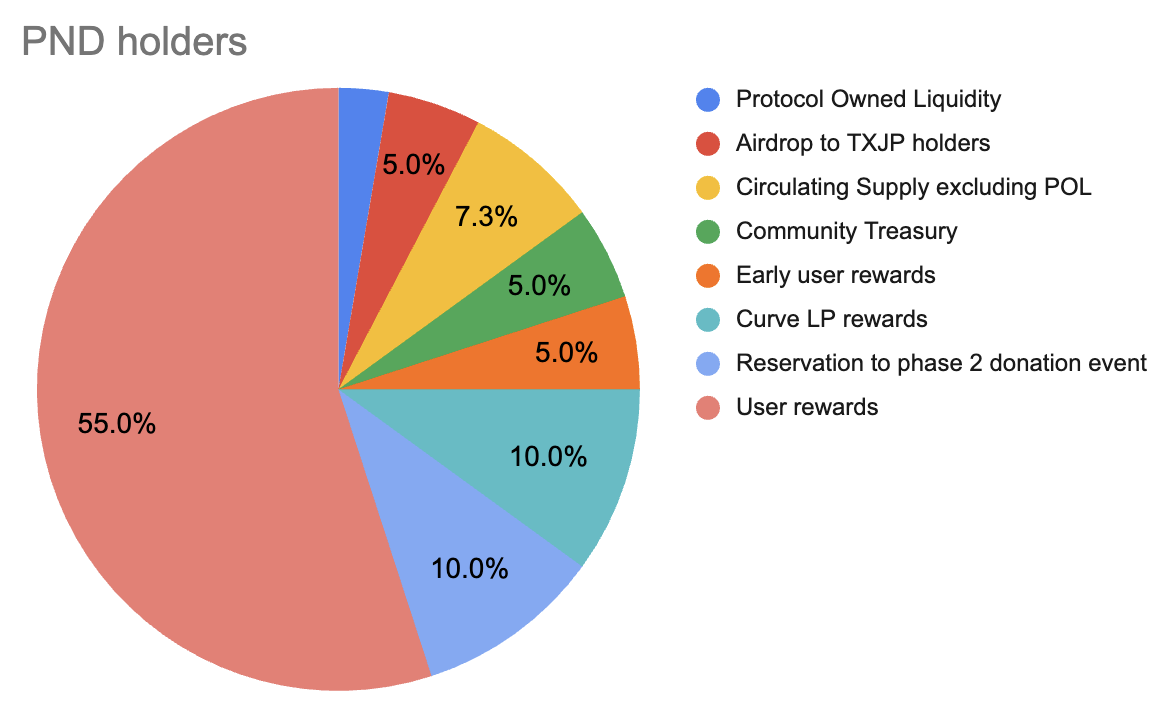 PND holders
Protocol Owned Liquidity
Airdrop to TXJP holders
Circulating Supply excluding POL
Community Treasury
Early user rewards
Curve LP rewards
Reservation to phase 2 donation event
User rewards
5.0%
7.3%
5.0%
5.0%
10.0%
10.0%
55.0%